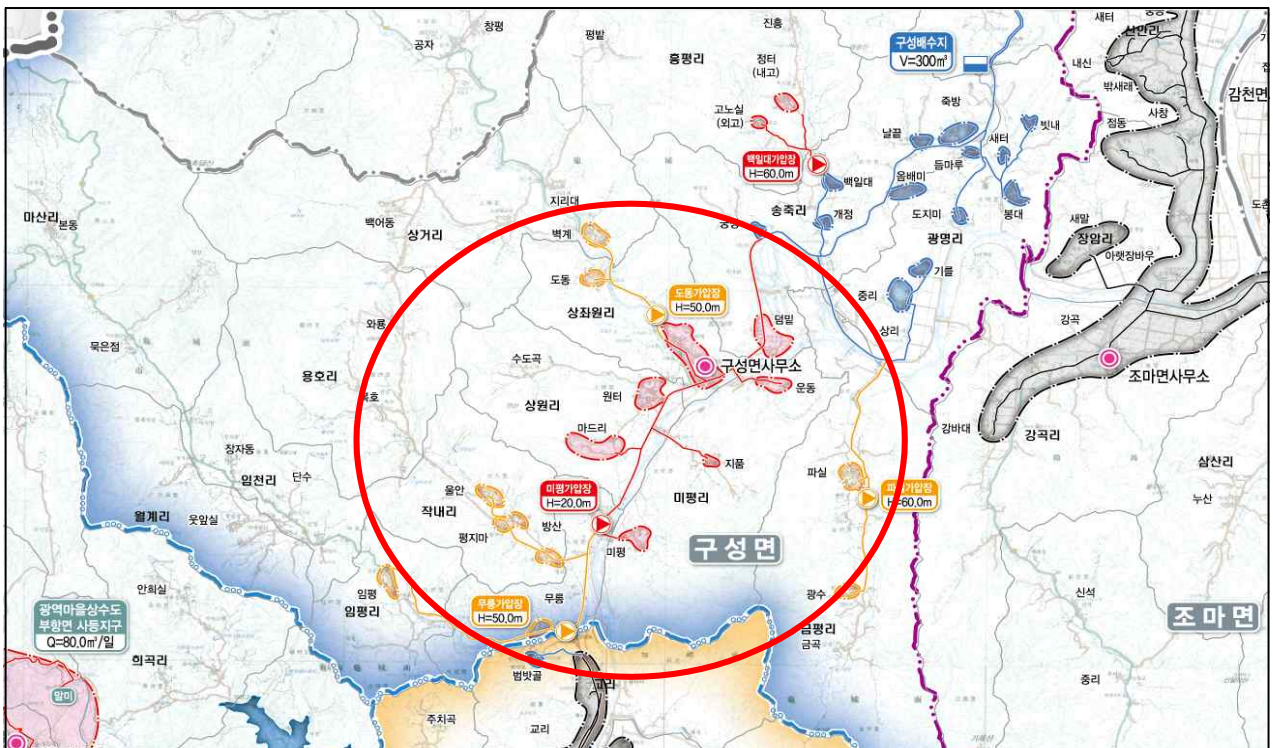 창평
공자
평밭
진흥
흥평리
정터
(내고)
구성배수지
V=300㎥
새터
신안리
내신
밖새래
감천면
사창
점동
고노실
(외고)
죽방
날끝
새터
빗내
듬마루
백일대가압장
H=60.0m
백일대
옴배미
송죽리
개정
도지미
봉대
광명리
마산리
본동
백어동
상거리
지리대
벽계
새말
장암리
아랫장바우
도동
도동가압장
H=50.0m
기를
중리
상좌원리
덤밑
상리
강곡
와룡
묵은점
수도곡
구성면사무소
조마면사무소
용호리
운동
원터
상원리
마드리
강바대
강곡리
장자동
임천리
단수
지품
파실
삼산리
누산
울안
미평가압장
H=20.0m
미평리
H=60.0m
작내리
월계리
웃앞실
평지마
방산
미평
구성면
안희실
임평
임평리
무릉가압장
H=50.0m
무릉
광수
신석
조마면
광역마을상수도
부항면 사등지구
Q=80.0㎥/일
희곡리
금평리
금곡
범밧골
중리
말미
주치곡
교리